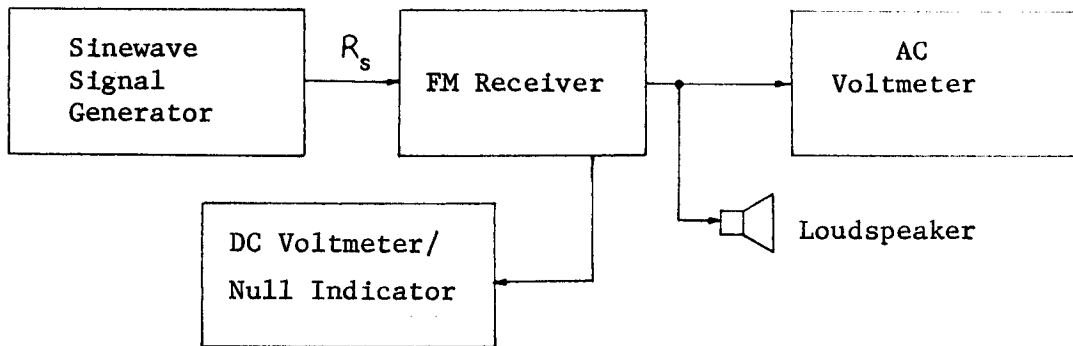 Sinewave
Signal
Generator
R_s
FM Receiver
AC
Voltmeter
DC Voltmeter/
Null Indicator
Loudspeaker